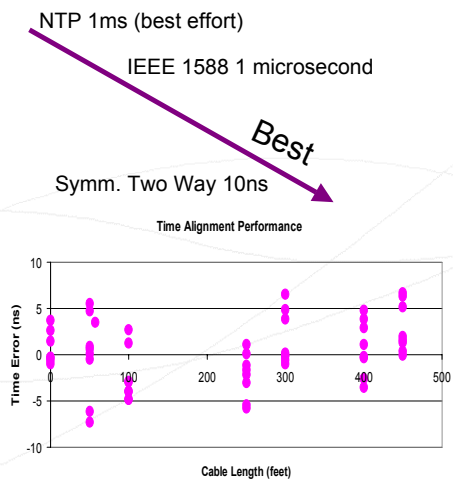 NTP 1ms (best effort)
IEEE 1588 1 microsecond
Best
Symm. Two Way 10ns
Time Alignment Performance
10
5
0
-5
-10
Time Error (ns)
0
100
200
300
400
500
Cable Length (feet)